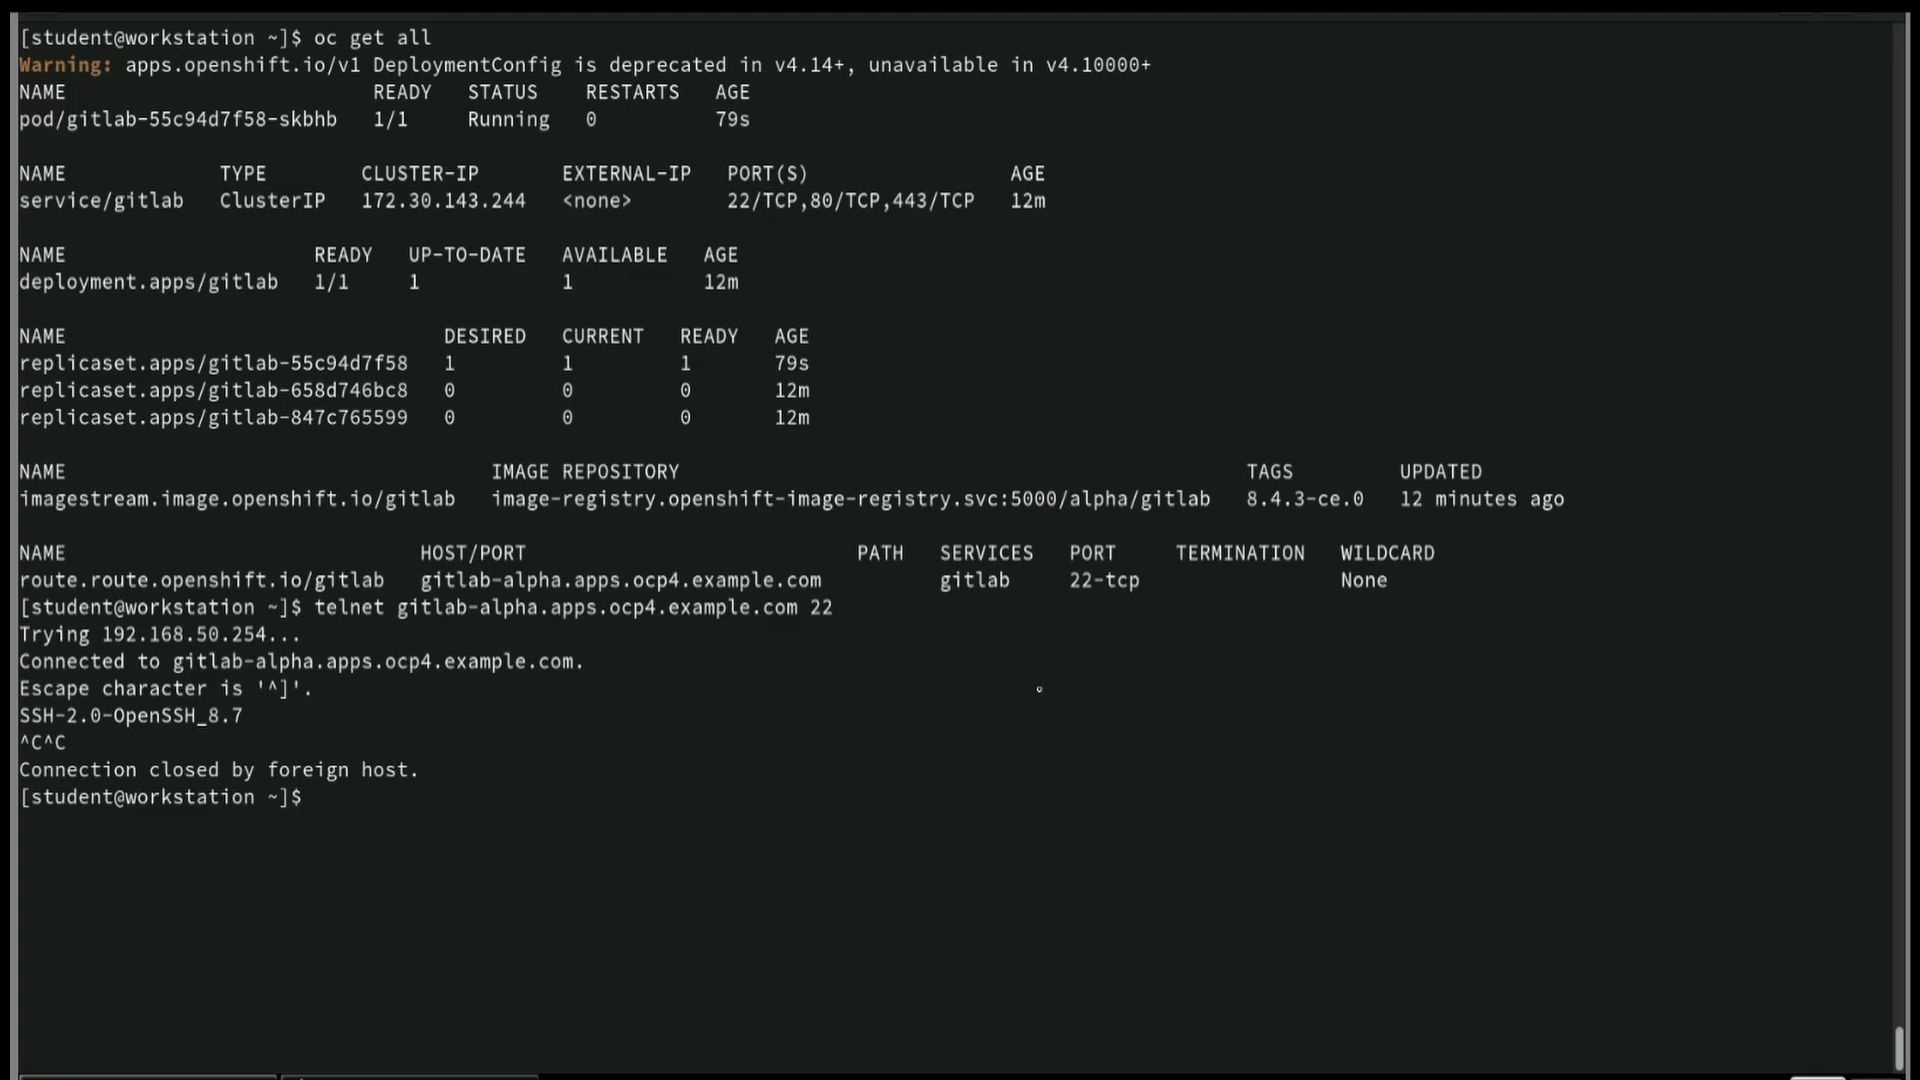 [student@workstation ~]$ oc get all
Warning: apps.openshift.io/v1 DeploymentConfig is deprecated in v4.14+, unavailable in v4.10000+
NAME READY STATUS RESTARTS AGE
pod/gitlab-55c94d7f58-skbhb 1/1 Running 0 79s
NAME TYPE CLUSTER-IP EXTERNAL-IP PORT(S) AGE
service/gitlab ClusterIP 172.30.143.244 <none> 22/TCP,80/TCP,443/TCP 12m
NAME READY UP-TO-DATE AVAILABLE AGE
deployment.apps/gitlab 1/1 1 1 12m
NAME DESIRED CURRENT READY AGE
replicaset.apps/gitlab-55c94d7f58 1 1 1 79s
replicaset.apps/gitlab-658d746bc8 0 0 0 12m
replicaset.apps/gitlab-847c765599 0 0 0 12m
NAME IMAGE REPOSITORY TAGS UPDATED
imagestream.image.openshift.io/gitlab image-registry.openshift-image-registry.svc:5000/alpha/gitlab 8.4.3-ce.0 12 minutes ago
NAME HOST/PORT PATH SERVICES PORT TERMINATION WILDCARD
route.route.openshift.io/gitlab gitlab-alpha.apps.ocp4.example.com gitlab 22-tcp None
[student@workstation ~]$ telnet gitlab-alpha.apps.ocp4.example.com 22
Trying 192.168.50.254...
Connected to gitlab-alpha.apps.ocp4.example.com.
Escape character is '^]'.
SSH-2.0-OpenSSH_8.7
^C^C
Connection closed by foreign host.
[student@workstation ~]$